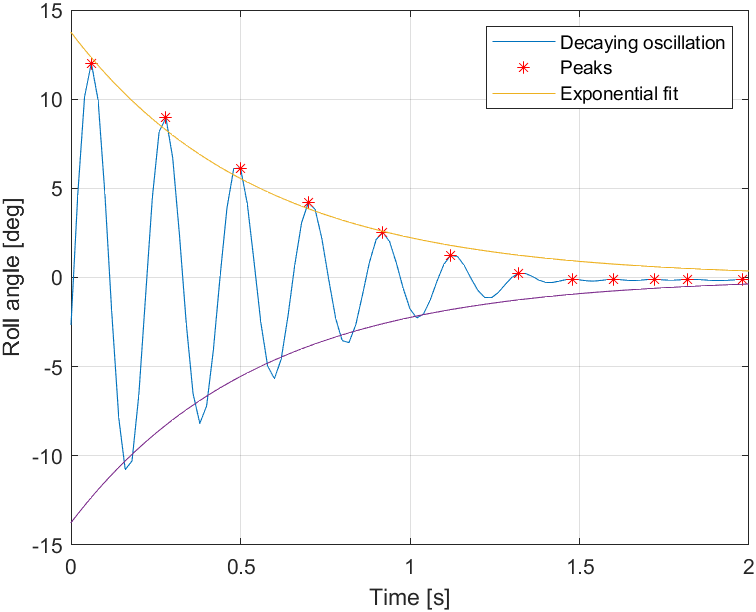 15
10
5
0
-5
-10
-15
Roll angle [deg]
Decaying oscillation
Peaks
Exponential fit
0
0.5
1
1.5
2
Time [s]